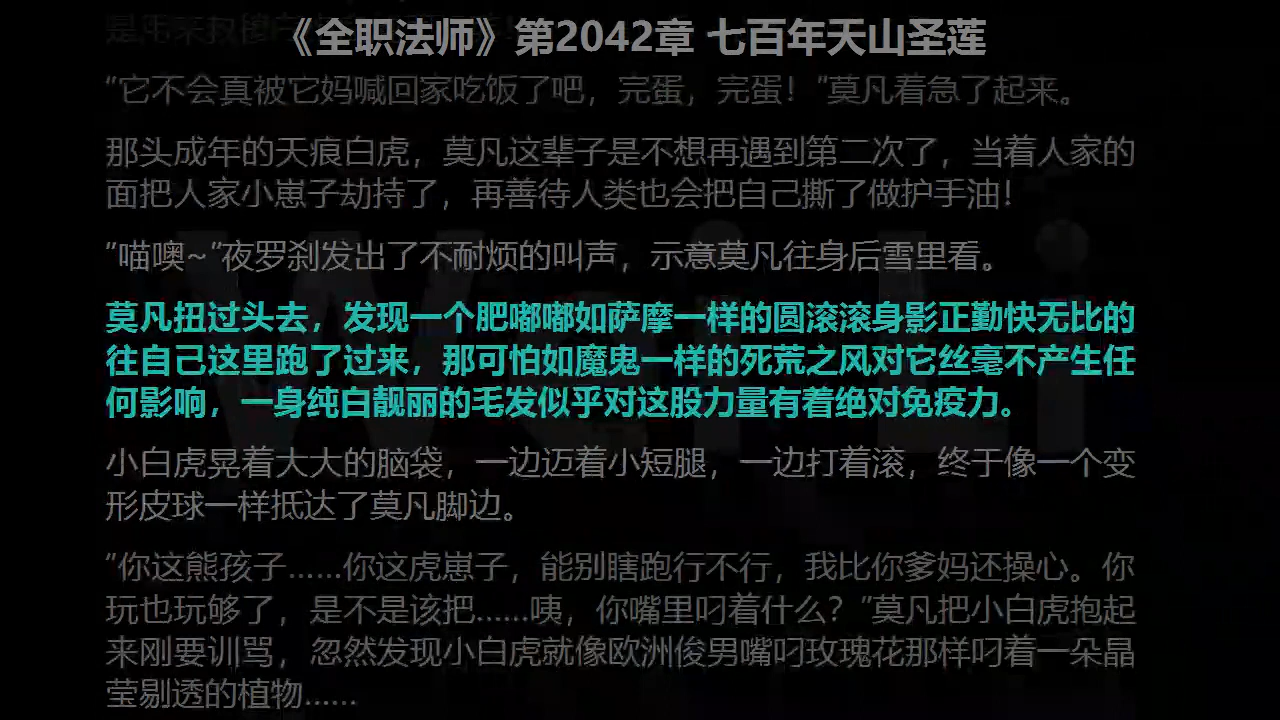 《全职法师》第2042章 七百年天山圣莲
“它不会真被它妈喊回家吃饭了吧，完蛋，完蛋！”莫凡着急了起来。
那头成年的天痕白虎，莫凡这辈子是不想再遇到第二次了，当着人家的
面把人家小崽子劫持了，再善待人类也会把自己撕了做护手油！
“喵噢~”夜罗刹发出了不耐烦的叫声，示意莫凡往身后雪里看。
莫凡扭过头去，发现一个肥嘟嘟如萨摩一样的圆滚滚身影正勤快无比的
往自己这里跑了过来，那可怕如魔鬼一样的死荒之风对它丝毫不产生任
何影响，一身纯白靓丽的毛发似乎对这股力量有着绝对免疫力。
小白虎晃着大大的脑袋，一边迈着小短腿，一边打着滚，终于像一个变
形皮球一样抵达了莫凡脚边。
“你这熊孩子……你这虎崽子，能别瞎跑行不行，我比你爹妈还操心。你
玩也玩够了，是不是该把……咦，你嘴里叼着什么？”莫凡把小白虎抱起
来刚要训骂，忽然发现小白虎就像欧洲俊男嘴叼玫瑰花那样叼着一朵晶
莹剔透的植物……